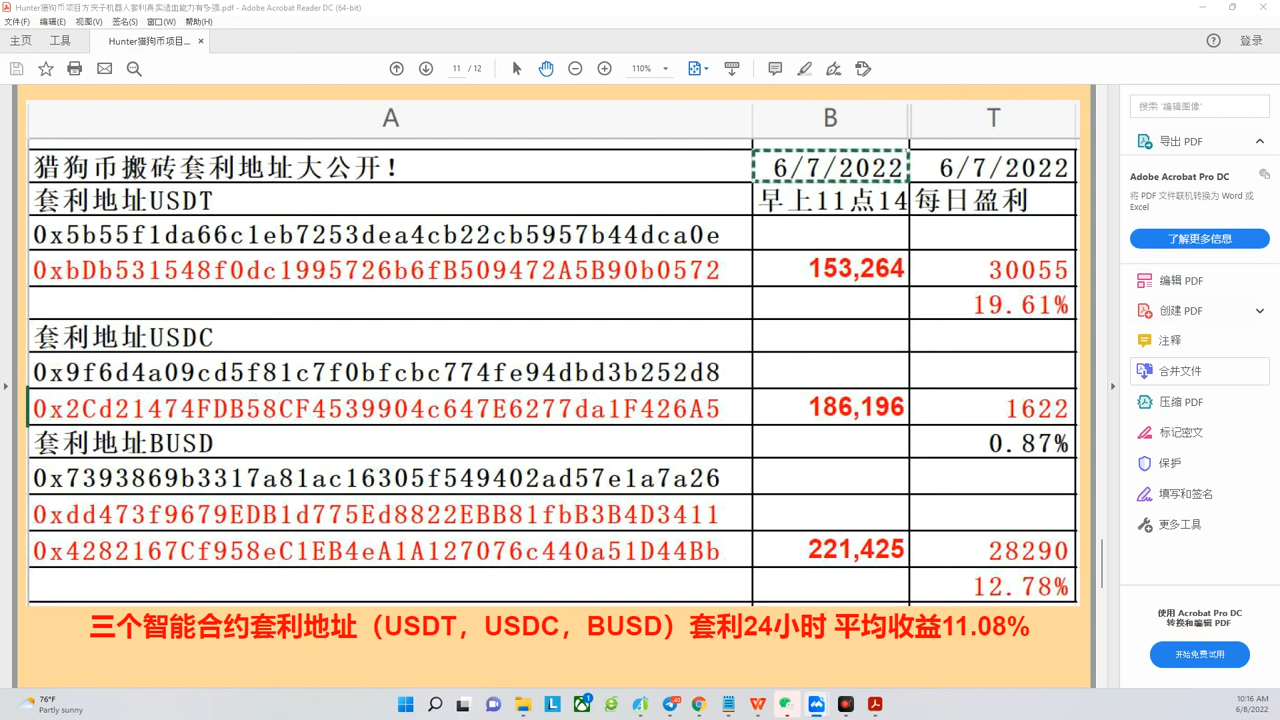 Hunter猎狗币项目方夹子机器人套利真实造血能力有多强.pdf - Adobe Acrobat Reader DC (64-bit)
文件(F) 编辑(E) 视图(V) 签名(S) 窗口(W) 帮助(H)
主页 工具 Hunter猎狗币项目... × 登录
11 / 12 110%
A B T
猎狗币搬砖套利地址大公开! 6/7/2022 6/7/2022
套利地址USDT 早上11点14 每日盈利
0x5b55f1da66c1eb7253dea4cb22cb5957b44dca0e
0xbDb531548f0dc1995726b6fB509472A5B90b0572 153,264 30055
19.61%
套利地址USDC
0x9f6d4a09cd5f81c7f0bfcbc774fe94dbd3b252d8
0x2Cd21474FDB58CF4539904c647E6277da1F426A5 186,196 1622
套利地址BUSD 0.87%
0x7393869b3317a81ac16305f549402ad57e1a7a26
0xdd473f9679EDB1d775Ed8822EBB81fbB3B4D3411
0x4282167Cf958eC1EB4eA1A127076c440a51D44Bb 221,425 28290
12.78%
三个智能合约套利地址（USDT，USDC，BUSD）套利24小时 平均收益11.08%
搜索 '编辑图像'
导出 PDF
Adobe Acrobat Pro DC
将 PDF 文件联机转换为 Word 或
Excel
了解更多信息
编辑 PDF
创建 PDF
注释
合并文件
压缩 PDF
标记密文
保护
填写和签名
更多工具
使用 Acrobat Pro DC
转换和编辑 PDF
开始免费试用
76°F
Partly sunny
10:16 AM
6/8/2022